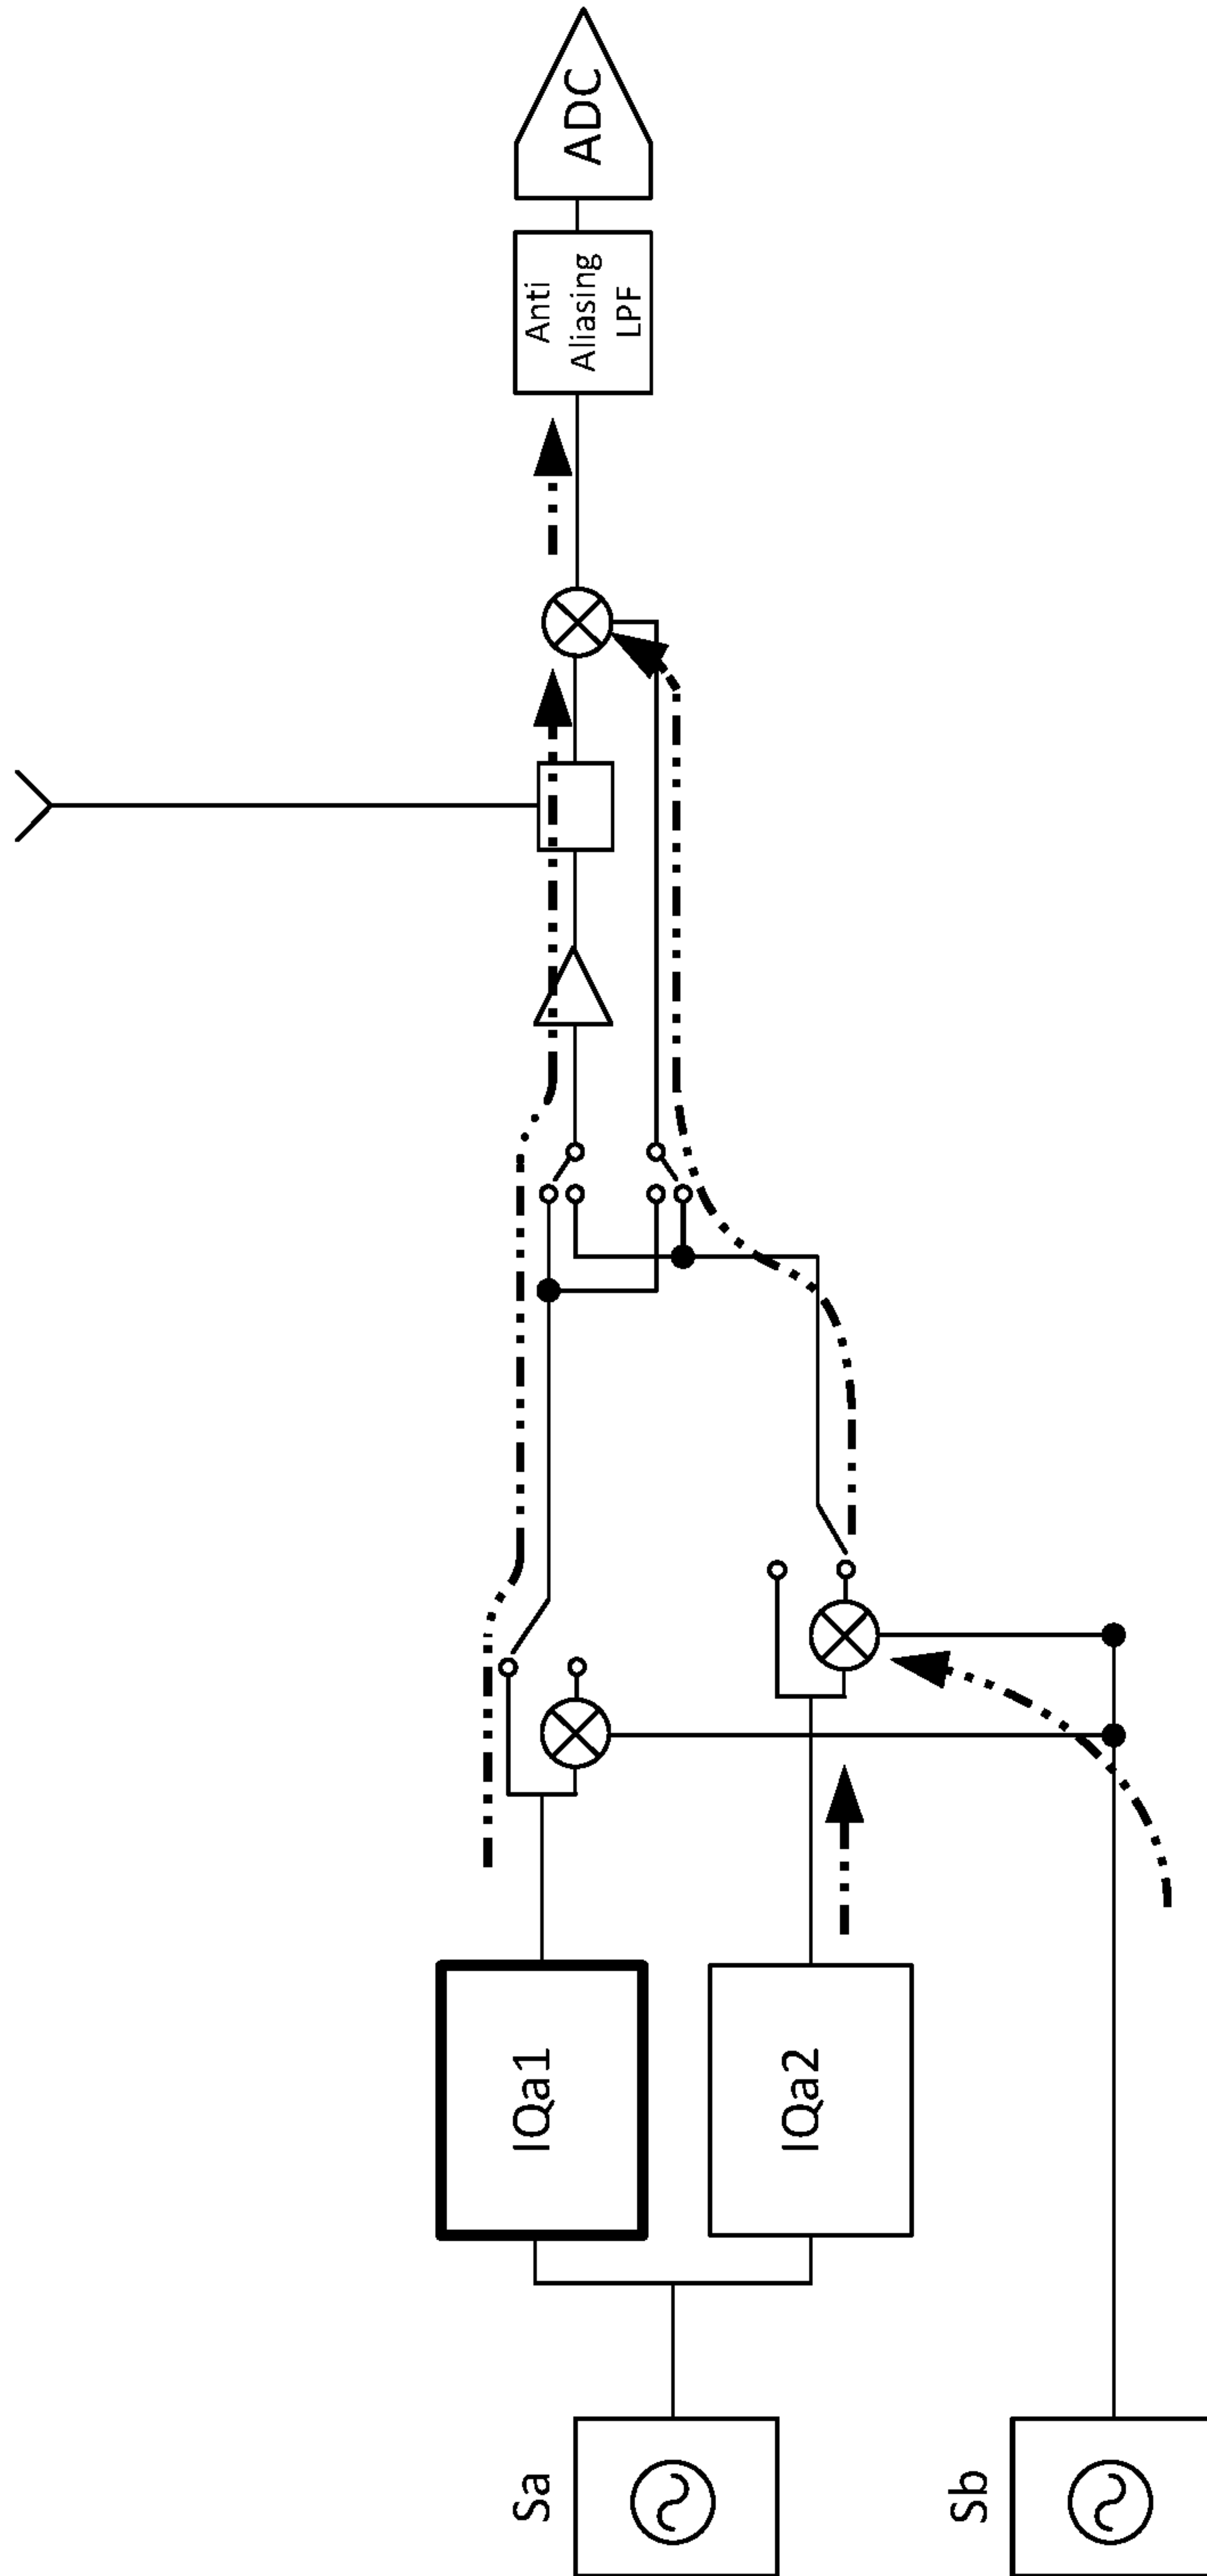 Sa
Sb
IQa1
IQa2
Anti
Aliasing
LPF
ADC